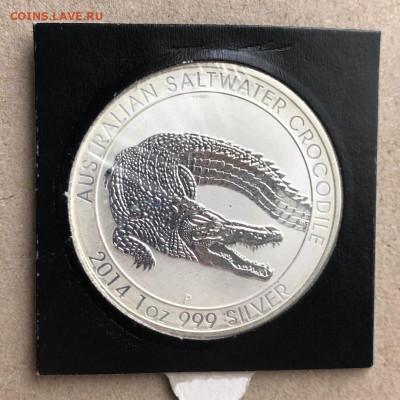 COINS.LAVE.RU
AUSTRALIAN SALTWATER CROCODILE
P
2014 1oz 999 SILVER